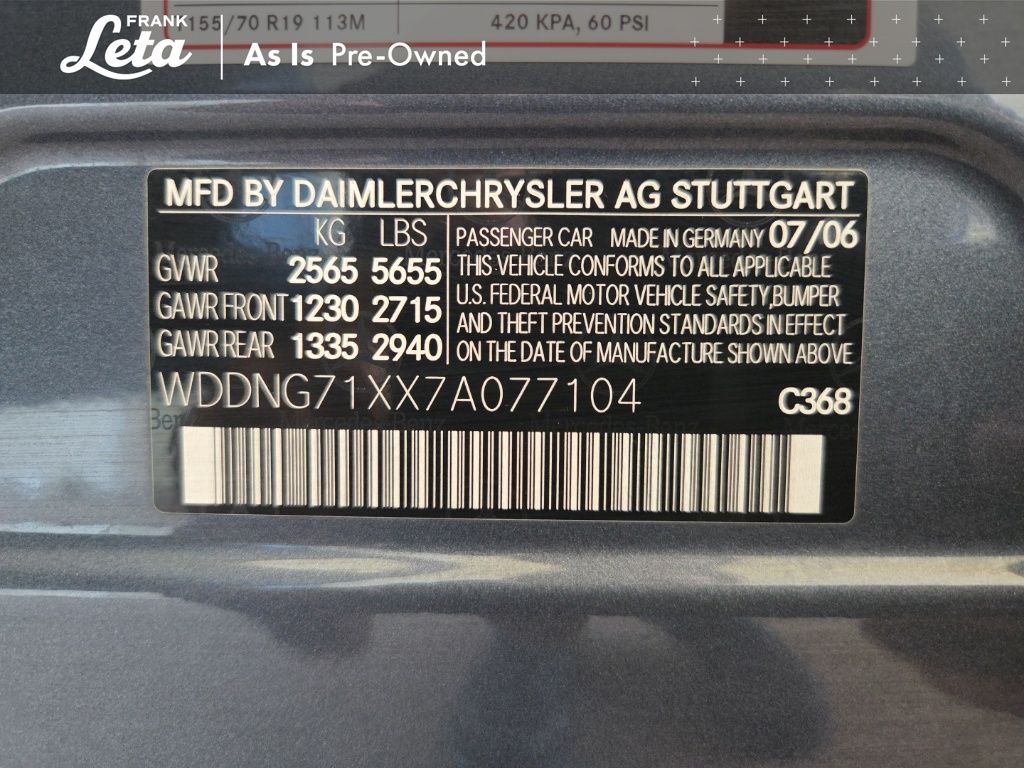 155/70 R19 113M 420 KPA, 60 PSI
FRANK
Leta
As Is Pre-Owned
MFD BY DAIMLERCHRYSLER AG STUTTGART
KG LBS
GVWR 2565 5655
GAWR FRONT 1230 2715
GAWR REAR 1335 2940
PASSENGER CAR MADE IN GERMANY 07/06
THIS VEHICLE CONFORMS TO ALL APPLICABLE
U.S. FEDERAL MOTOR VEHICLE SAFETY,BUMPER
AND THEFT PREVENTION STANDARDS IN EFFECT
ON THE DATE OF MANUFACTURE SHOWN ABOVE
WDDNG71XX7A077104 C368